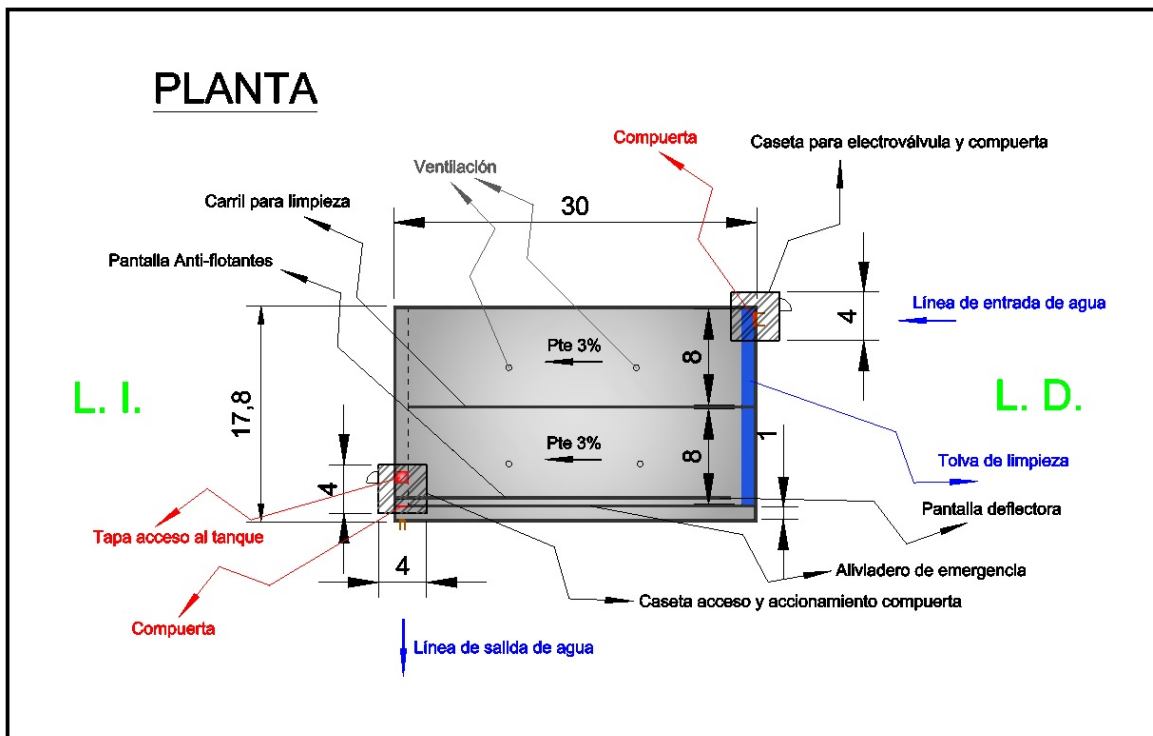 PLANTA
Compuerta
Caseta para electroválvula y compuerta
Ventilación
Carril para limpieza
30
Pantalla Anti-flotantes
Línea de entrada de agua
4
Pte 3%
8
L. I.
17,8
L. D.
Pte 3%
8
1
Tolva de limpieza
4
Pantalla deflectora
Tapa acceso al tanque
4
Aliviadero de emergencia
Caseta acceso y accionamiento compuerta
Compuerta
Línea de salida de agua